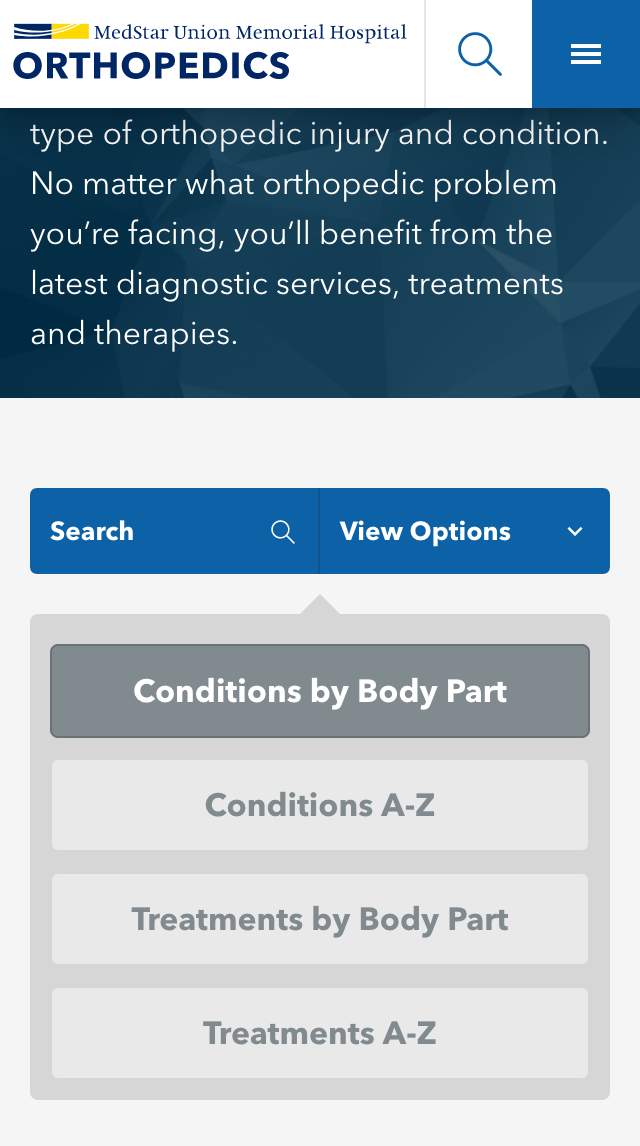 MedStar Union Memorial Hospital
ORTHOPEDICS
type of orthopedic injury and condition.
No matter what orthopedic problem
you’re facing, you’ll benefit from the
latest diagnostic services, treatments
and therapies.
Search
View Options
Conditions by Body Part
Conditions A-Z
Treatments by Body Part
Treatments A-Z